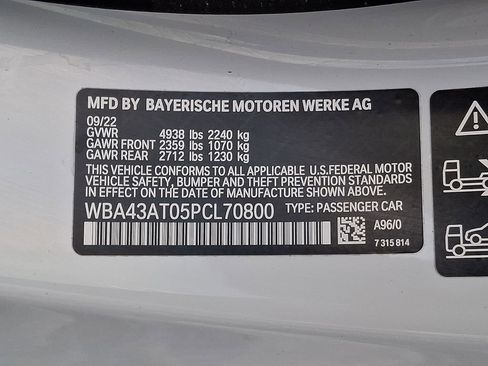 MFD BY BAYERISCHE MOTOREN WERKE AG
09/22
GVWR 4938 lbs 2240 kg
GAWR FRONT 2359 lbs 1070 kg
GAWR REAR 2712 lbs 1230 kg
THIS VEHICLE CONFORMS TO ALL APPLICABLE U.S.FEDERAL MOTOR
VEHICLE SAFETY, BUMPER, AND THEFT PREVENTION STANDARDS
IN EFFECT ON THE DATE OF MANUFACTURE SHOWN ABOVE.
WBA43AT05PCL70800 TYPE: PASSENGER CAR
A96/0
7 315 814